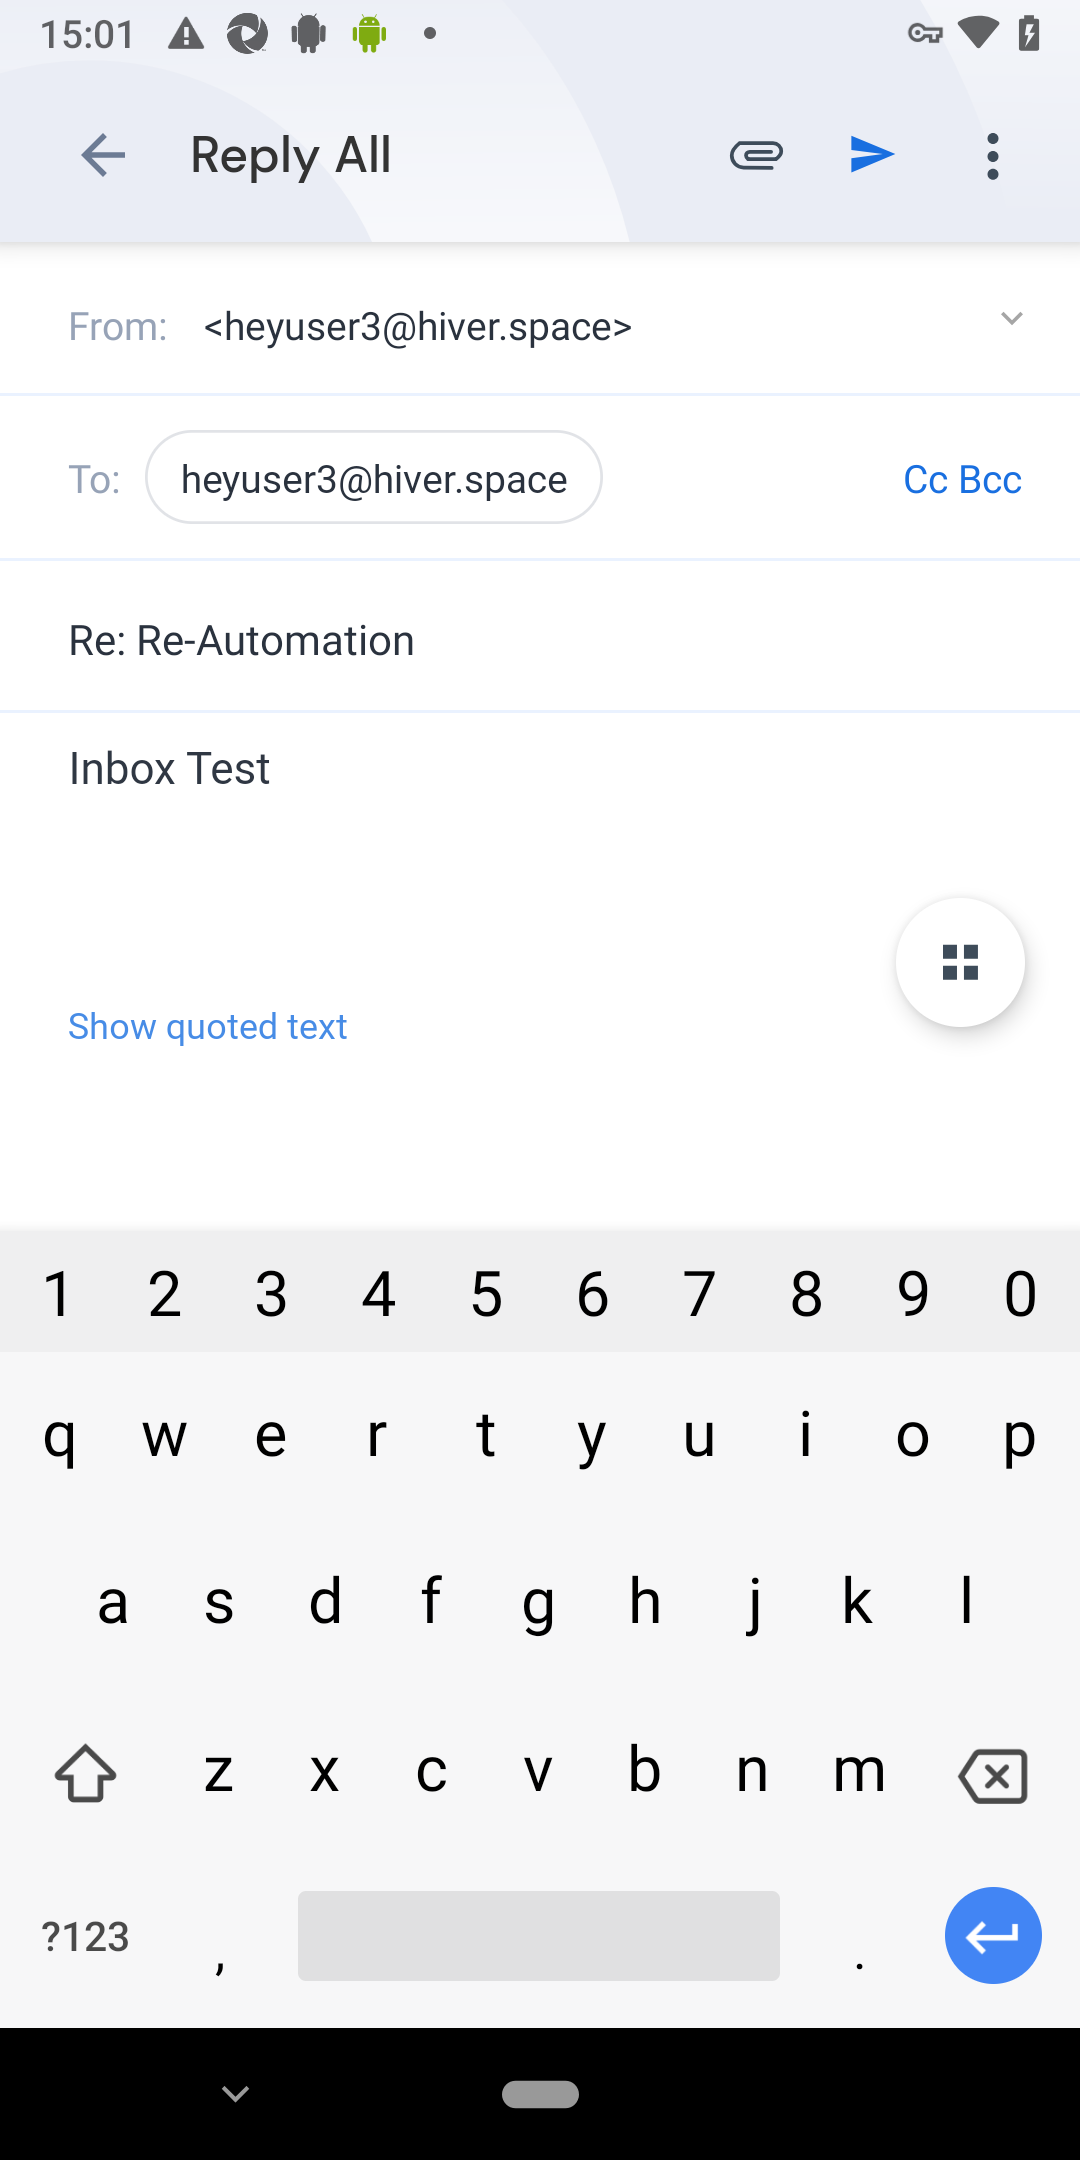 15:01
Reply All
From: <heyuser3@hiver.space>
To: heyuser3@hiver.space Cc Bcc
Re: Re-Automation
Inbox Test
Show quoted text
1 2 3 4 5 6 7 8 9 0
q w e r t y u i o p
a s d f g h j k l
z x c v b n m
?123 , .